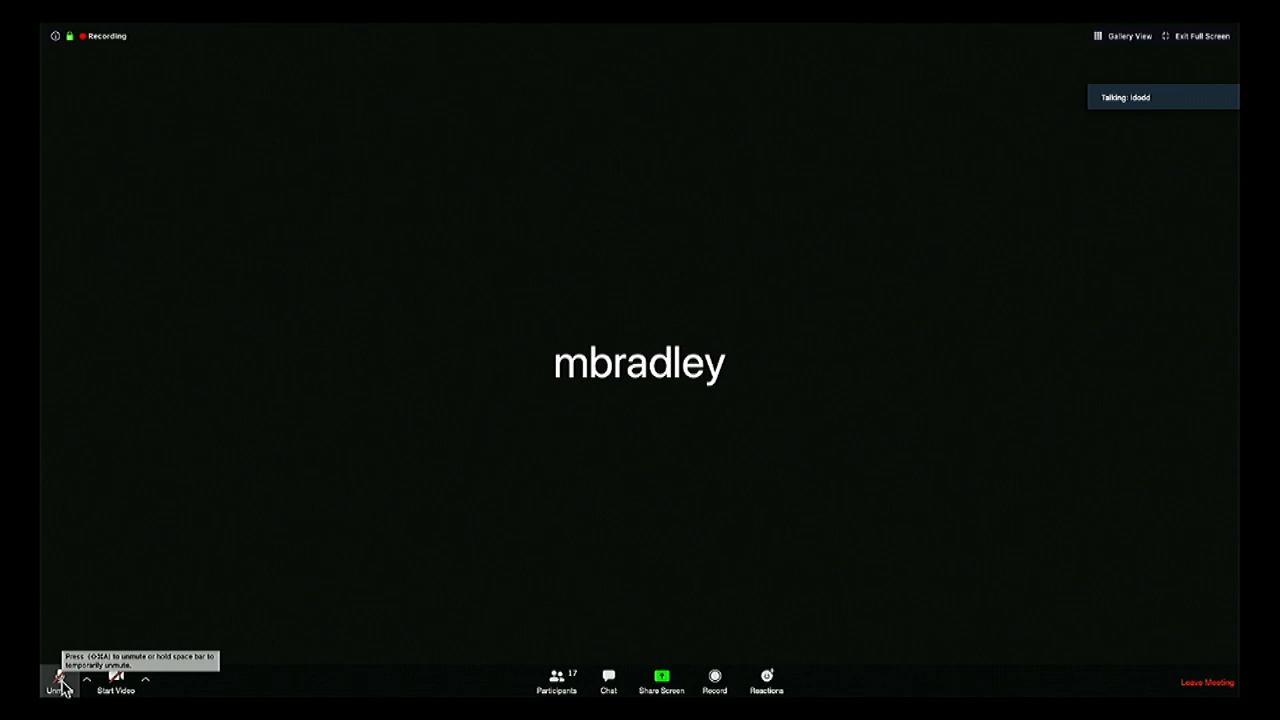 Recording
Gallery View
Exit Full Screen
Talking: ldodd
mbradley
Press (⇧⌘A) to unmute or hold space bar to
temporarily unmute.
Start Video
Participants 17
Chat
Share Screen
Record
Reactions
Leave Meeting